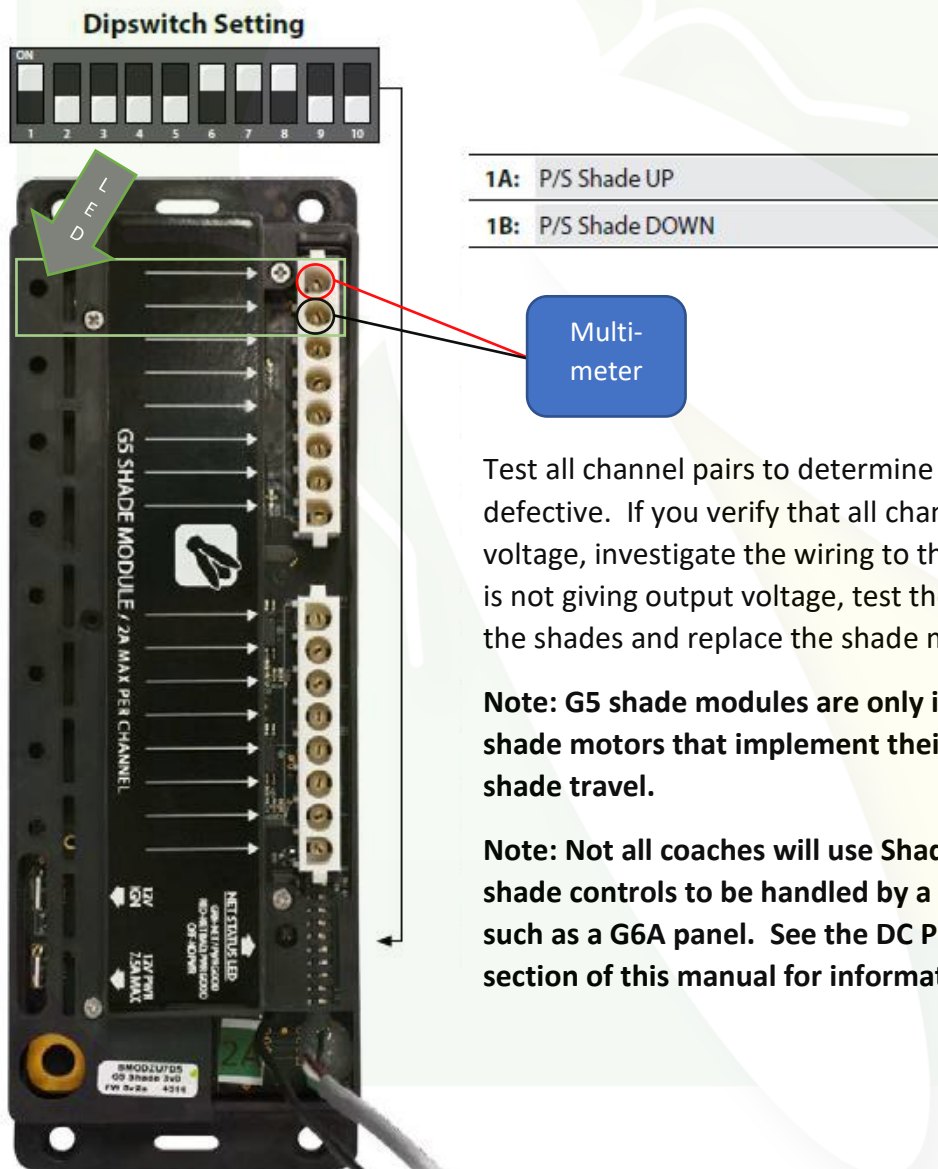 Dipswitch Setting
ON
1 2 3 4 5 6 7 8 9 10
LED
1A: P/S Shade UP
1B: P/S Shade DOWN
Multi-
meter
G5 SHADE MODULE / 2A MAX PER CHANNEL
12V
IGN
12V PWR
7.5A MAX
NET STATUS LED
2A
G5 Shade
Test all channel pairs to determine
defective. If you verify that all char
voltage, investigate the wiring to th
is not giving output voltage, test th
the shades and replace the shade n
Note: G5 shade modules are only i
shade motors that implement thei
shade travel.
Note: Not all coaches will use Shad
shade controls to be handled by a
such as a G6A panel. See the DC P
section of this manual for informat